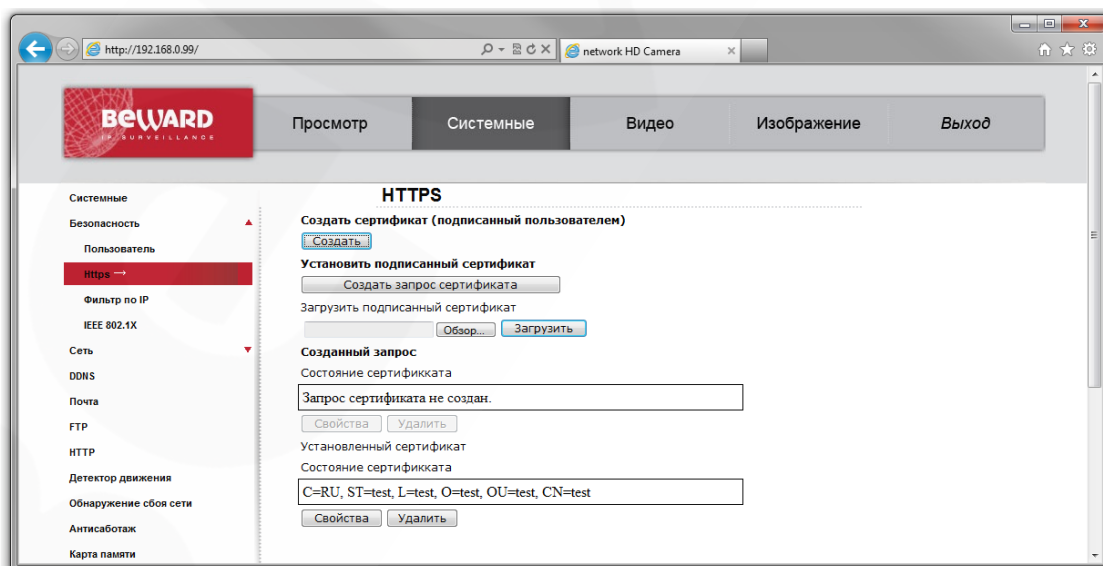 http://192.168.0.99/
network HD Camera
BEWARD
IP SURVEILLANCE
Просмотр
Системные
Видео
Изображение
Выход
Системные
Безопасность
Пользователь
Https →
Фильтр по IP
IEEE 802.1X
Сеть
DDNS
Почта
FTP
HTTP
Детектор движения
Обнаружение сбоя сети
Антисаботаж
Карта памяти
HTTPS
Создать сертификат (подписанный пользователем)
Создать
Установить подписанный сертификат
Создать запрос сертификата
Загрузить подписанный сертификат
Обзор... Загрузить
Созданный запрос
Состояние сертификката
Запрос сертификата не создан.
Свойства Удалить
Установленный сертификат
Состояние сертификката
C=RU, ST=test, L=test, O=test, OU=test, CN=test
Свойства Удалить